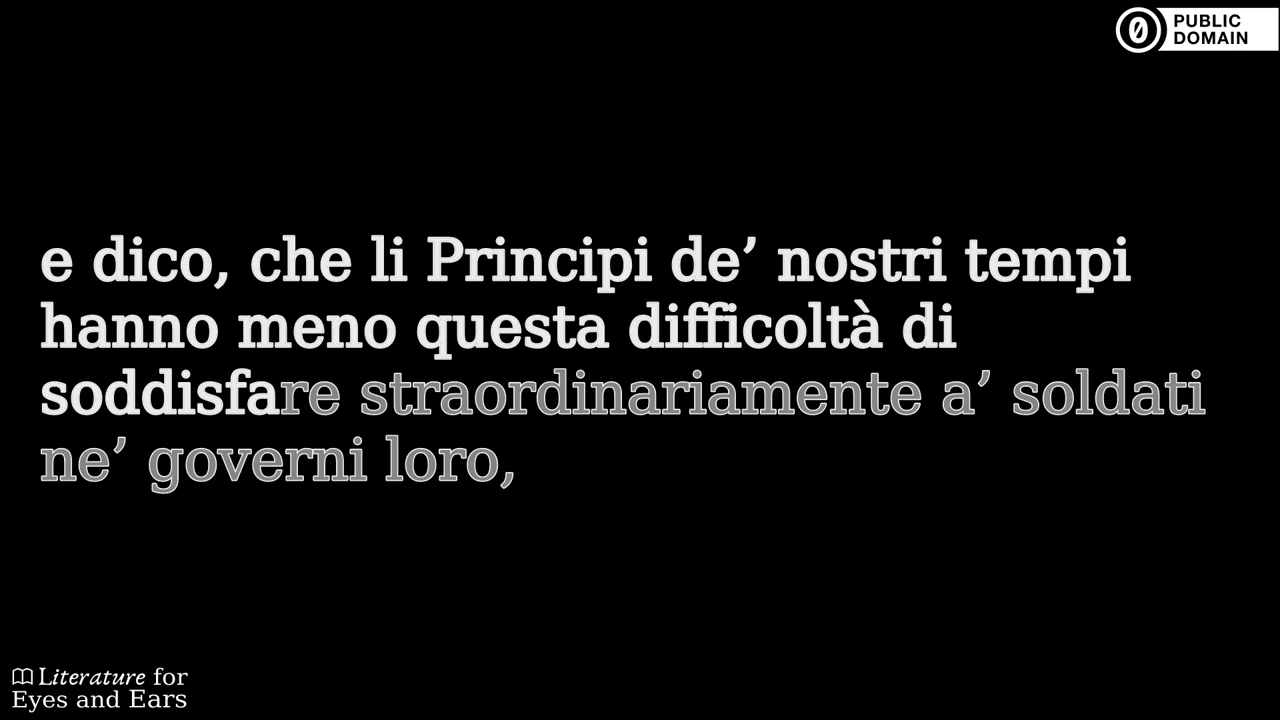 PUBLIC
DOMAIN
e dico, che li Principi de’ nostri tempi
hanno meno questa difficoltà di
soddisfare straordinariamente a’ soldati
ne’ governi loro,
Literature for
Eyes and Ears